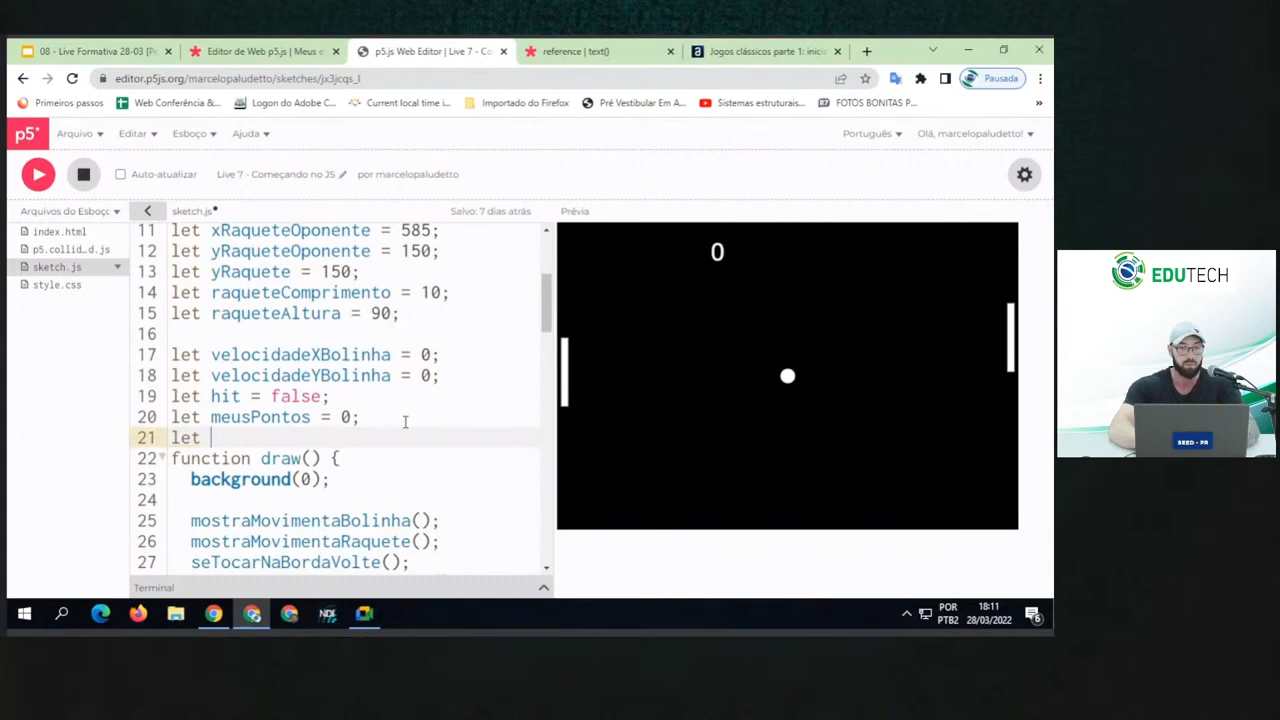 08 - Live Formativa 28-03 [P
Editor de Web p5.js | Meus e
p5.js Web Editor | Live 7 - Co
reference | text()
Jogos clássicos parte 1: inici
editor.p5js.org/marcelopaludetto/sketches/jx3jcqs_l
Pausada
Primeiros passos
Web Conferência &...
Logon do Adobe C...
Current local time i...
Importado do Firefox
Pré Vestibular Em A...
Sistemas estruturais...
FOTOS BONITAS P...
p5*
Arquivo
Editar
Esboço
Ajuda
Português
Olá, marcelopaludetto!
Auto-atualizar
Live 7 - Começando no JS
por marcelopaludetto
Arquivos do Esboço
sketch.js
Salvo: 7 dias atrás
Prévia
index.html
p5.collid...d.js
sketch.js
style.css
11 let xRaqueteOponente = 585;
12 let yRaqueteOponente = 150;
13 let yRaquete = 150;
14 let raqueteComprimento = 10;
15 let raqueteAltura = 90;
16
17 let velocidadeXBolinha = 0;
18 let velocidadeYBolinha = 0;
19 let hit = false;
20 let meusPontos = 0;
21 let
22 function draw() {
23 background(0);
24
25 mostraMovimentaBolinha();
26 mostraMovimentaRaquete();
27 seTocarNaBordaVolte();
0
Terminal
EDUTECH
SEED - PR
NDI
POR
PTB2
18:11
28/03/2022
6